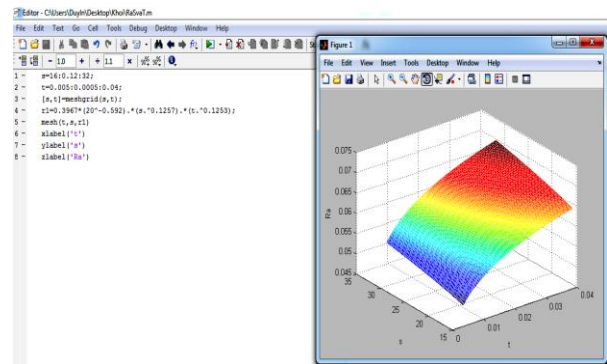 Editor - C:\Users\DuyIn\Desktop\Khoi\RaSvaT.m
File Edit Text Go Cell Tools Debug Desktop Window Help
- 1.0 + ÷ 1.1 ×
1 - s=16:0.12:32;
2 - t=0.005:0.0005:0.04;
3 - [s,t]=meshgrid(s,t);
4 - r1=0.3967*(20^-0.592).*(s.^0.1257).*(t.^0.1253);
5 - mesh(t,s,r1)
6 - xlabel('t')
7 - ylabel('s')
8 - zlabel('Ra')
Figure 1
File Edit View Insert Tools Desktop Window Help
0.075
0.07
0.065
0.06
0.055
0.05
0.045
Ra
35
30
25
20
15
s
0
0.01
0.02
0.03
0.04
t